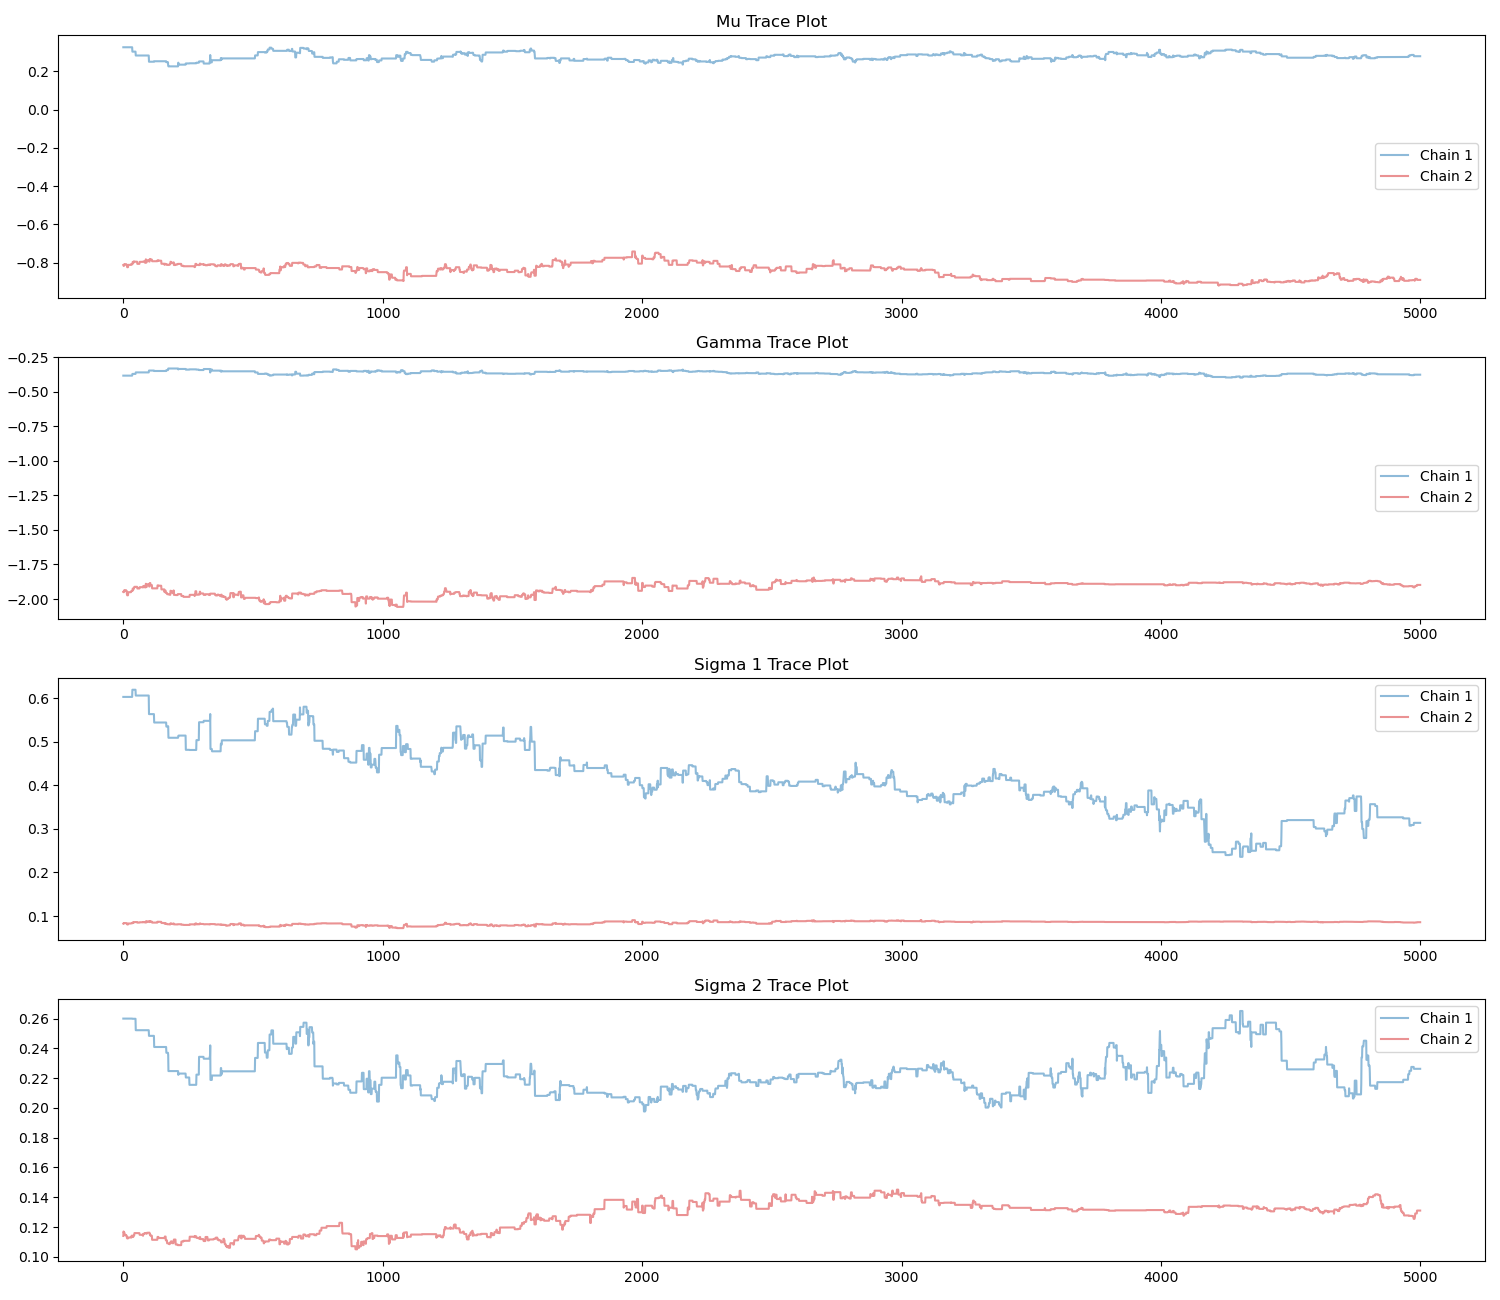 Mu Trace Plot
0.2
0.0
−0.2
−0.4
−0.6
−0.8
Chain 1
Chain 2
0 1000 2000 3000 4000 5000
Gamma Trace Plot
−0.25
−0.50
−0.75
−1.00
−1.25
−1.50
−1.75
−2.00
Chain 1
Chain 2
0 1000 2000 3000 4000 5000
Sigma 1 Trace Plot
0.6
0.5
0.4
0.3
0.2
0.1
Chain 1
Chain 2
0 1000 2000 3000 4000 5000
Sigma 2 Trace Plot
0.26
0.24
0.22
0.20
0.18
0.16
0.14
0.12
0.10
Chain 1
Chain 2
0 1000 2000 3000 4000 5000